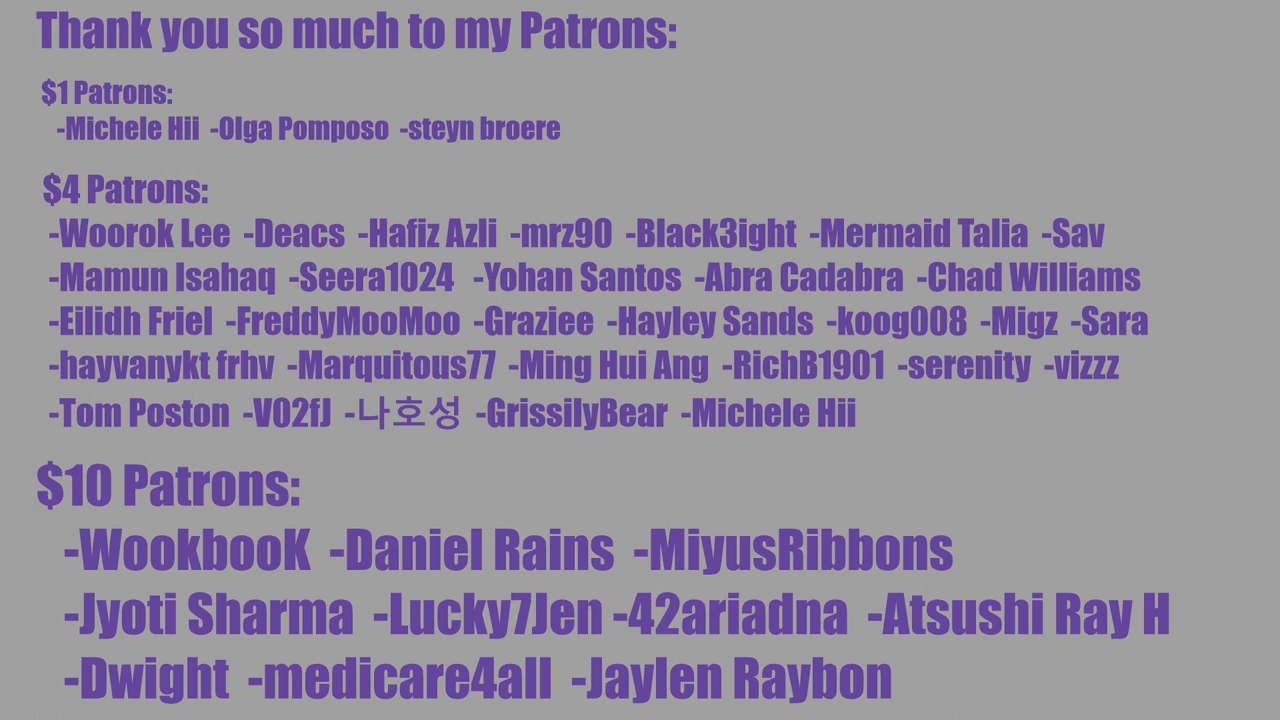 Thank you so much to my Patrons:
$1 Patrons:
-Michele Hii -Olga Pomposo -steyn broere
$4 Patrons:
-Woorok Lee -Deacs -Hafiz Azli -mrz90 -Black3ight -Mermaid Talia -Sav
-Mamun Isahaq -Seera1024 -Yohan Santos -Abra Cadabra -Chad Williams
-Eilidh Friel -FreddyMooMoo -Graziee -Hayley Sands -koog008 -Migz -Sara
-hayvanykt frhv -Marquitous77 -Ming Hui Ang -RichB1901 -serenity -vizzz
-Tom Poston -V02fJ -나호성 -GrissilyBear -Michele Hii
$10 Patrons:
-WookbooK -Daniel Rains -MiyusRibbons
-Jyoti Sharma -Lucky7Jen -42ariadna -Atsushi Ray H
-Dwight -medicare4all -Jaylen Raybon